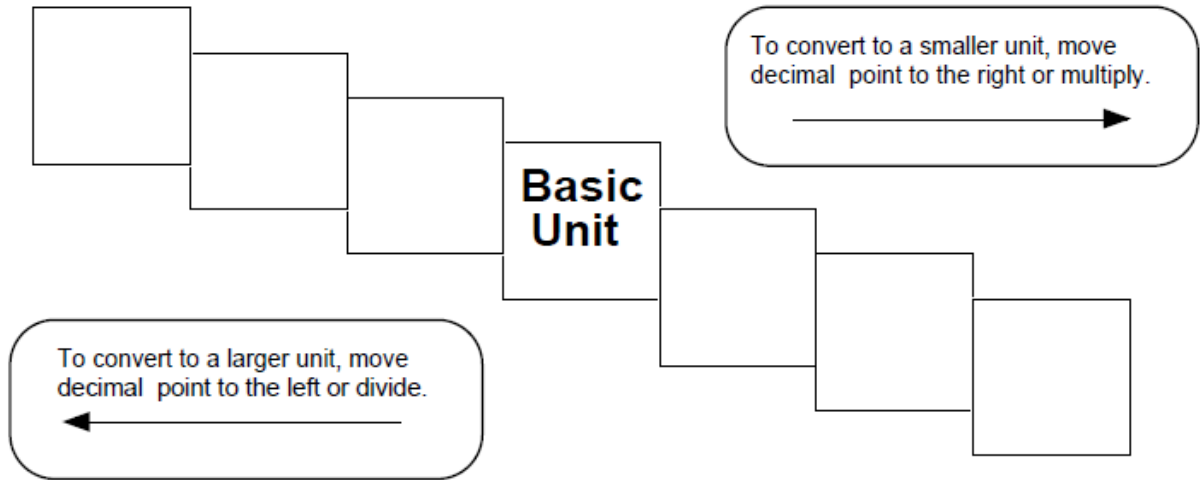 To convert to a smaller unit, move
decimal point to the right or multiply.
Basic
Unit
To convert to a larger unit, move
decimal point to the left or divide.